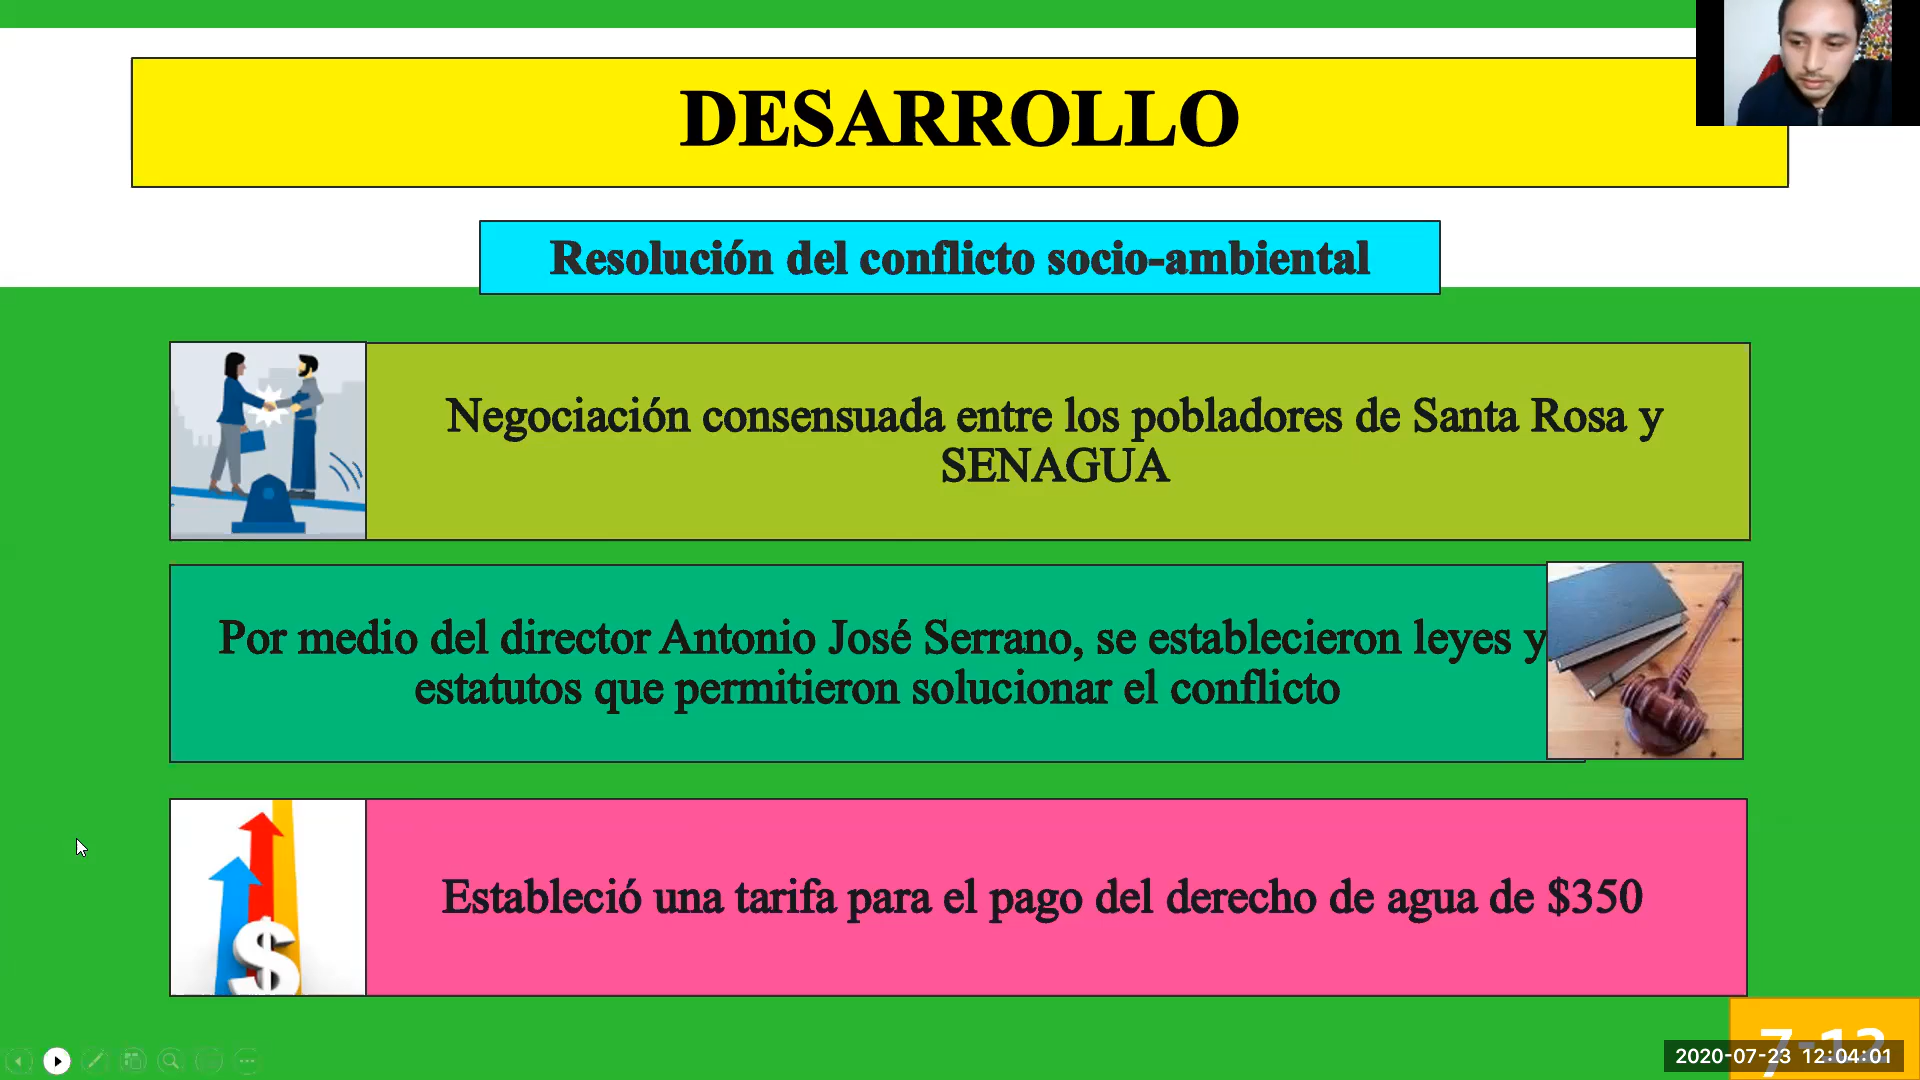 DESARROLLO
Resolución del conflicto socio-ambiental
Negociación consensuada entre los pobladores de Santa Rosa y
SENAGUA
Por medio del director Antonio José Serrano, se establecieron leyes y
estatutos que permitieron solucionar el conflicto
$
Estableció una tarifa para el pago del derecho de agua de $350
7-12
2020-07-23 12:04:01